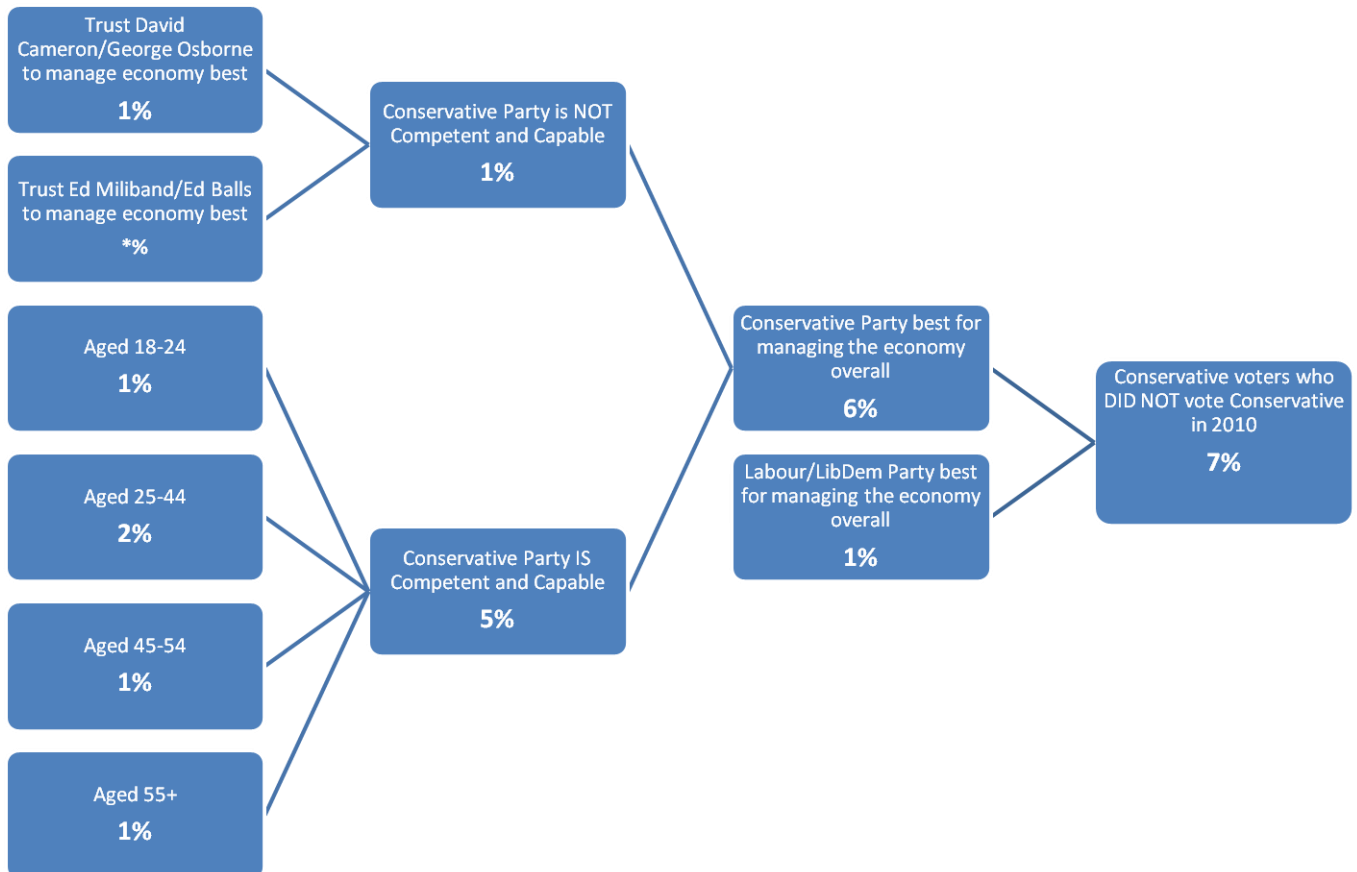 Trust David
Cameron/George Osborne
to manage economy best
1%
Trust Ed Miliband/Ed Balls
to manage economy best
*%
Aged 18-24
1%
Aged 25-44
2%
Aged 45-54
1%
Aged 55+
1%
Conservative Party is NOT
Competent and Capable
1%
Conservative Party IS
Competent and Capable
5%
Conservative Party best for
managing the economy
overall
6%
Labour/LibDem Party best
for managing the economy
overall
1%
Conservative voters who
DID NOT vote Conservative
in 2010
7%